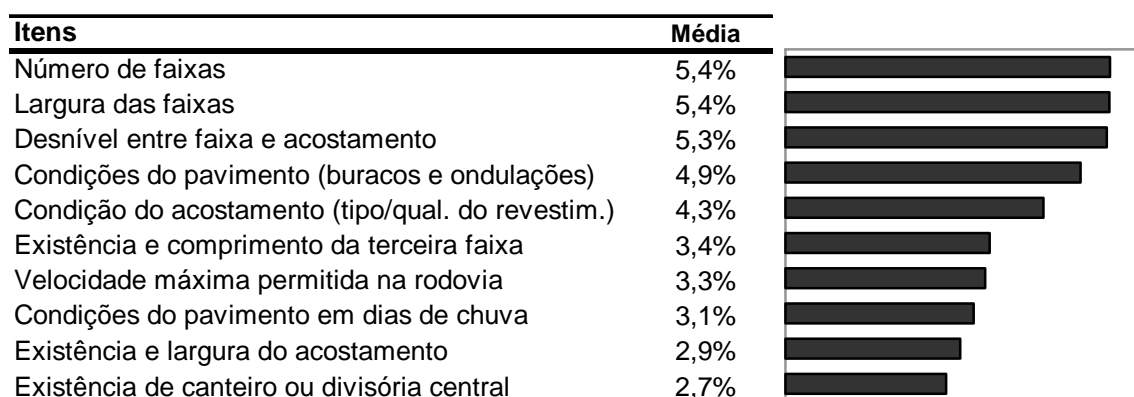 Itens Média
Número de faixas 5,4%
Largura das faixas 5,4%
Desnível entre faixa e acostamento 5,3%
Condições do pavimento (buracos e ondulações) 4,9%
Condição do acostamento (tipo/qual. do revestim.) 4,3%
Existência e comprimento da terceira faixa 3,4%
Velocidade máxima permitida na rodovia 3,3%
Condições do pavimento em dias de chuva 3,1%
Existência e largura do acostamento 2,9%
Existência de canteiro ou divisória central 2,7%